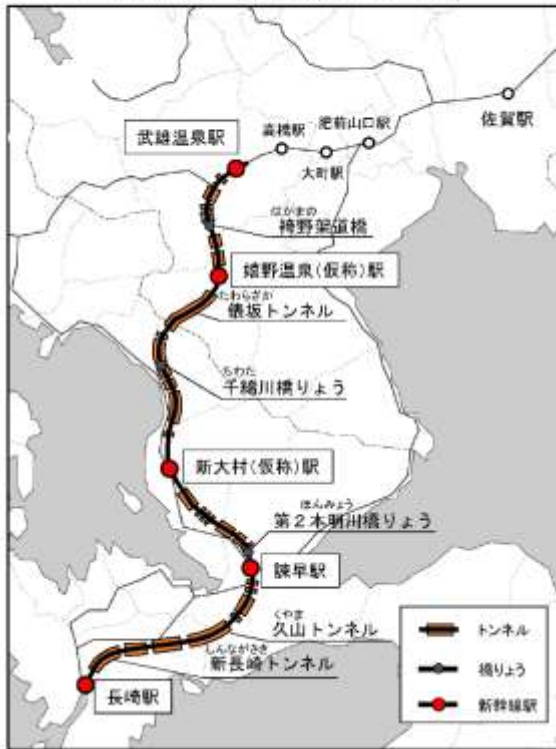 佐賀駅
肥前山口駅
高橋駅
大町駅
武雄温泉駅
はかまの
袴野架道橋
嬉野温泉(仮称)駅
たわらざか
俵坂トンネル
ちわた
千綿川橋りょう
新大村(仮称)駅
ほんみょう
第2本明川橋りょう
諫早駅
くやま
久山トンネル
しんながさき
新長崎トンネル
長崎駅
トンネル
橋りょう
新幹線駅